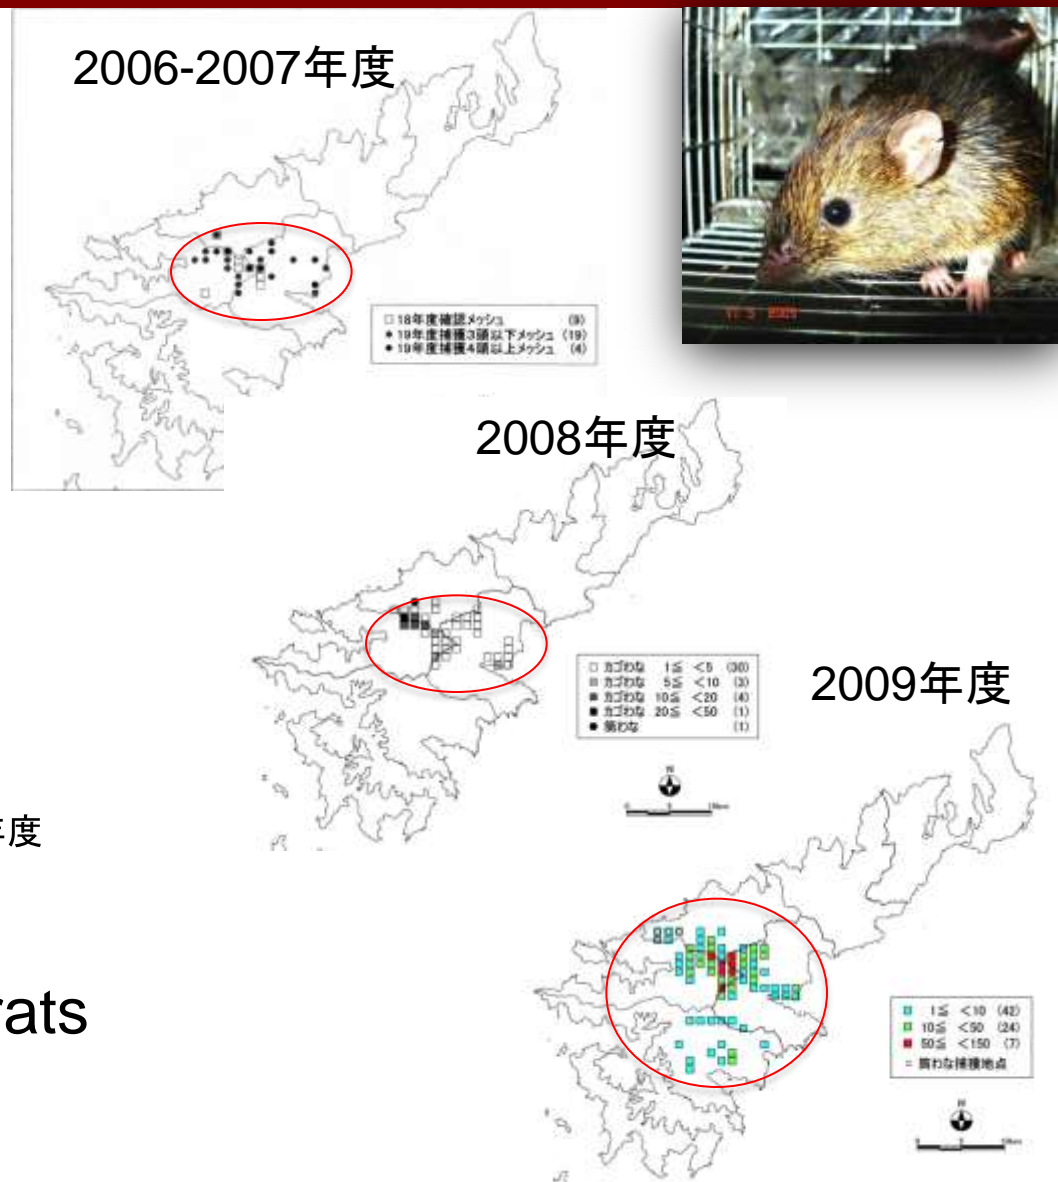 2006-2007年度
□ 18年度確認メッシュ (9)
● 19年度捕獲3頭以下メッシュ (19)
● 19年度捕獲4頭以上メッシュ (4)
2008年度
□ カゴわな 1≦ <5 (30)
カゴわな 5≦ <10 (3)
カゴわな 10≦ <20 (4)
■ カゴわな 20≦ <50 (1)
● 筒わな (1)
N
2009年度
年度
rats
1≦ <10 (42)
10≦ <50 (24)
50≦ <150 (7)
筒わな捕獲地点
N